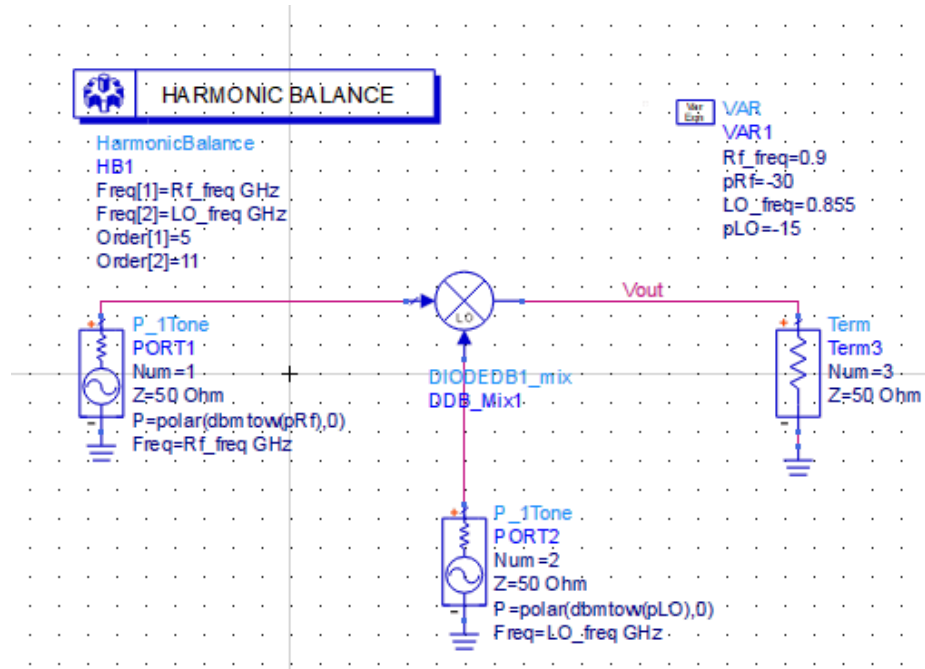 HARMONIC BALANCE
HarmonicBalance
HB1
Freq[1]=Rf_freq GHz
Freq[2]=LO_freq GHz
Order[1]=5
Order[2]=11
Var
Eqn
VAR
VAR1
Rf_freq=0.9
pRf=-30
LO_freq=0.855
pLO=-15
LO
Vout
P_1Tone
PORT1
Num=1
Z=50 Ohm
P=polar(dbmtow(pRf),0)
Freq=Rf_freq GHz
DIODEDB1_mix
DDB_Mix1
Term
Term3
Num=3
Z=50 Ohm
P_1Tone
PORT2
Num=2
Z=50 Ohm
P=polar(dbmtow(pLO),0)
Freq=LO_freq GHz